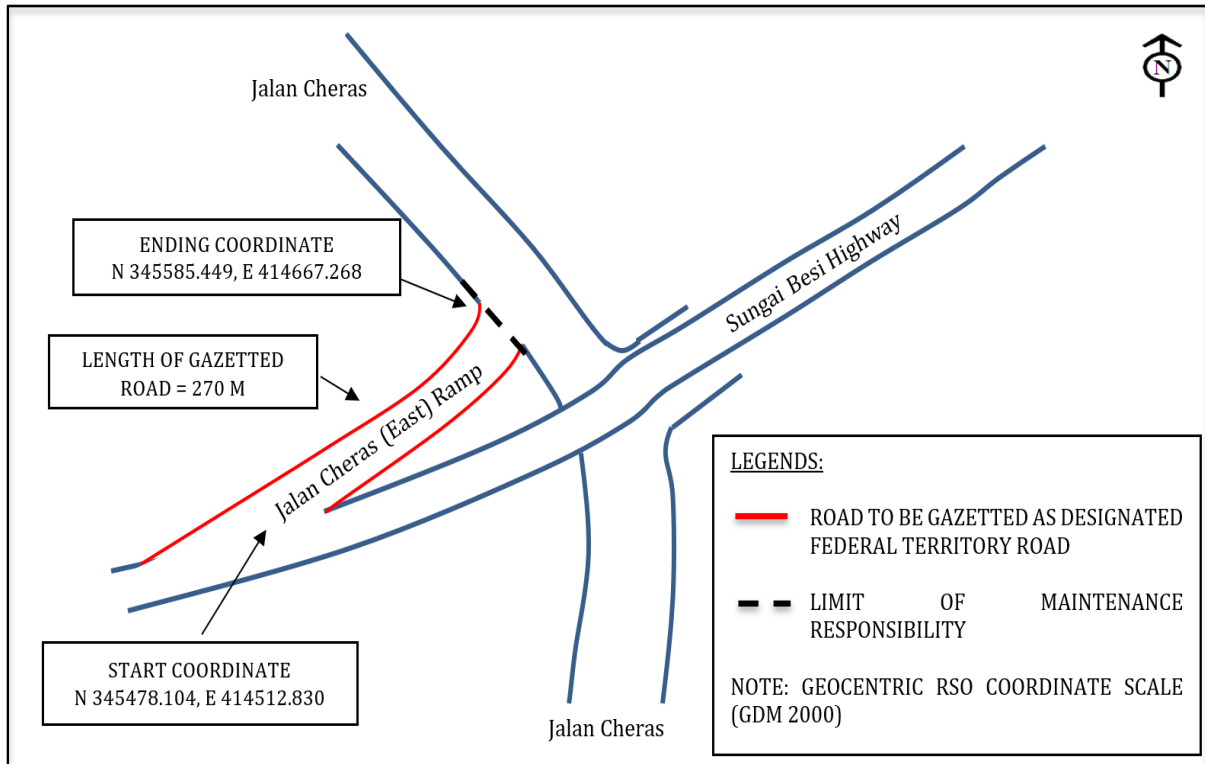 Jalan Cheras
N
ENDING COORDINATE
N 345585.449, E 414667.268
Sungai Besi Highway
LENGTH OF GAZETTED
ROAD = 270 M
Jalan Cheras (East) Ramp
START COORDINATE
N 345478.104, E 414512.830
Jalan Cheras
LEGENDS:
ROAD TO BE GAZETTED AS DESIGNATED
FEDERAL TERRITORY ROAD
LIMIT OF MAINTENANCE
RESPONSIBILITY
NOTE: GEOCENTRIC RSO COORDINATE SCALE
(GDM 2000)